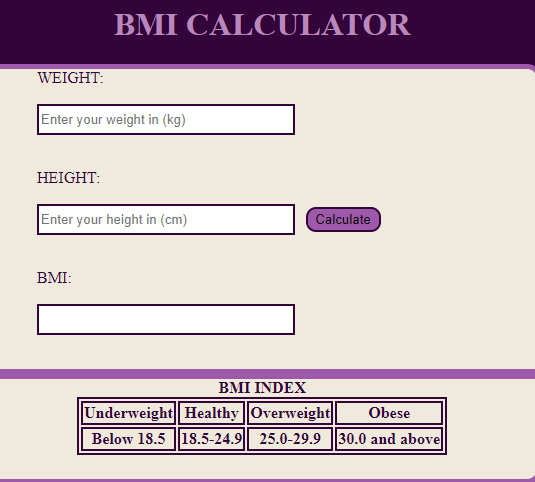 BMI CALCULATOR
WEIGHT:
Enter your weight in (kg)
HEIGHT:
Enter your height in (cm)
Calculate
BMI:
BMI INDEX
Underweight Healthy Overweight Obese
Below 18.5 18.5-24.9 25.0-29.9 30.0 and above